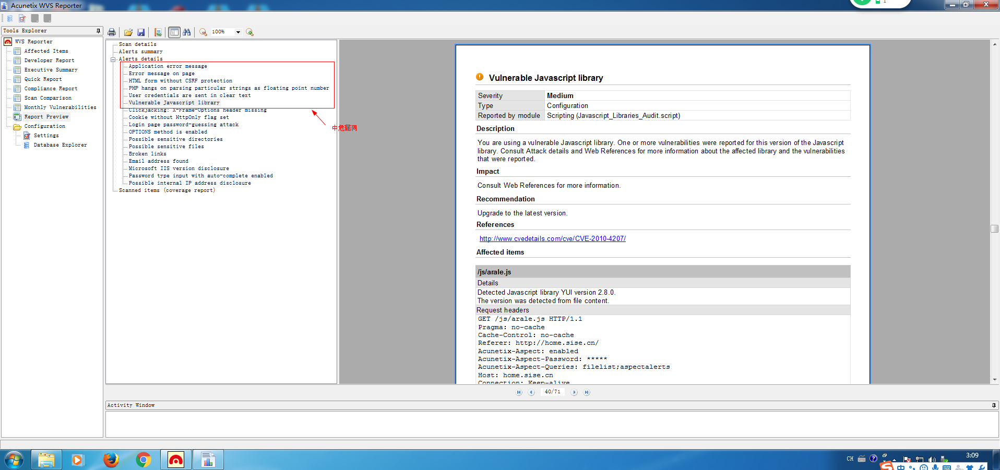 Acunetix WVS Reporter
1
Tools Explorer
WVS Reporter
Affected Items
Developer Report
Executive Summary
Quick Report
Compliance Report
Scan Comparison
Monthly Vulnerabilities
Report Preview
Configuration
Settings
Database Explorer
100%
Scan details
Alerts summary
Alerts details
Application error message
Error message on page
HTML form without CSRF protection
PHP hangs on parsing particular strings as floating point number
User credentials are sent in clear text
Vulnerable Javascript library
Clickjacking: X-Frame-Options header missing
Cookie without HttpOnly flag set
Login page password-guessing attack
OPTIONS method is enabled
Possible sensitive directories
Possible sensitive files
Broken links
Email address found
Microsoft IIS version disclosure
Password type input with auto-complete enabled
Possible internal IP address disclosure
Scanned items (coverage report)
中危漏洞
Vulnerable Javascript library
Severity Medium
Type Configuration
Reported by module Scripting (Javascript_Libraries_Audit.script)
Description
You are using a vulnerable Javascript library. One or more vulnerabilities were reported for this version of the Javascript
library. Consult Attack details and Web References for more information about the affected library and the vulnerabilities
that were reported.
Impact
Consult Web References for more information.
Recommendation
Upgrade to the latest version.
References
http://www.cvedetails.com/cve/CVE-2010-4207/
Affected items
/js/arale.js
Details
Detected Javascript library YUI version 2.8.0.
The version was detected from file content.
Request headers
GET /js/arale.js HTTP/1.1
Pragma: no-cache
Cache-Control: no-cache
Referer: http://home.sise.cn/
Acunetix-Aspect: enabled
Acunetix-Aspect-Password: *****
Acunetix-Aspect-Queries: filelist;aspectalerts
Host: home.sise.cn
Connection: Keep-alive
40/71
Activity Window
CH
3:09
中